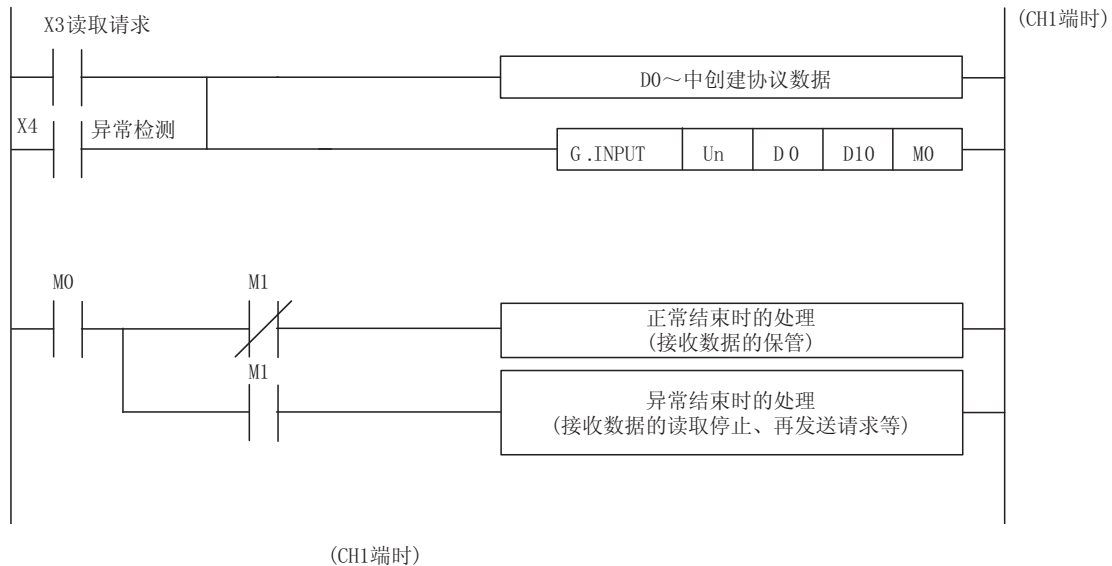 X3读取请求
(CH1端时)
D0～中创建协议数据
X4
异常检测
G.INPUT Un D0 D10 M0
M0
M1
正常结束时的处理
(接收数据的保管)
M1
异常结束时的处理
(接收数据的读取停止、再发送请求等)
(CH1端时)